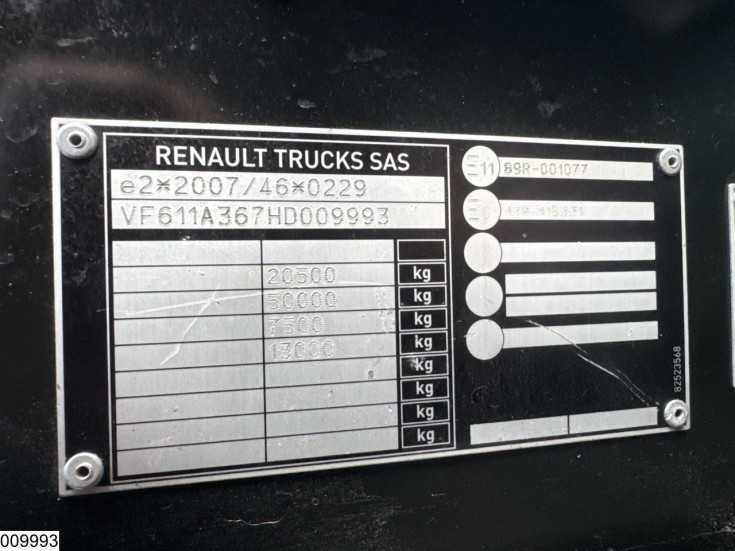 RENAULT TRUCKS SAS
e2*2007/46*0229
VF611A367HD009993
20500 kg
50000 kg
7500 kg
13000 kg
kg
kg
kg
kg
E 11 89R-001077
E
82523568
009993